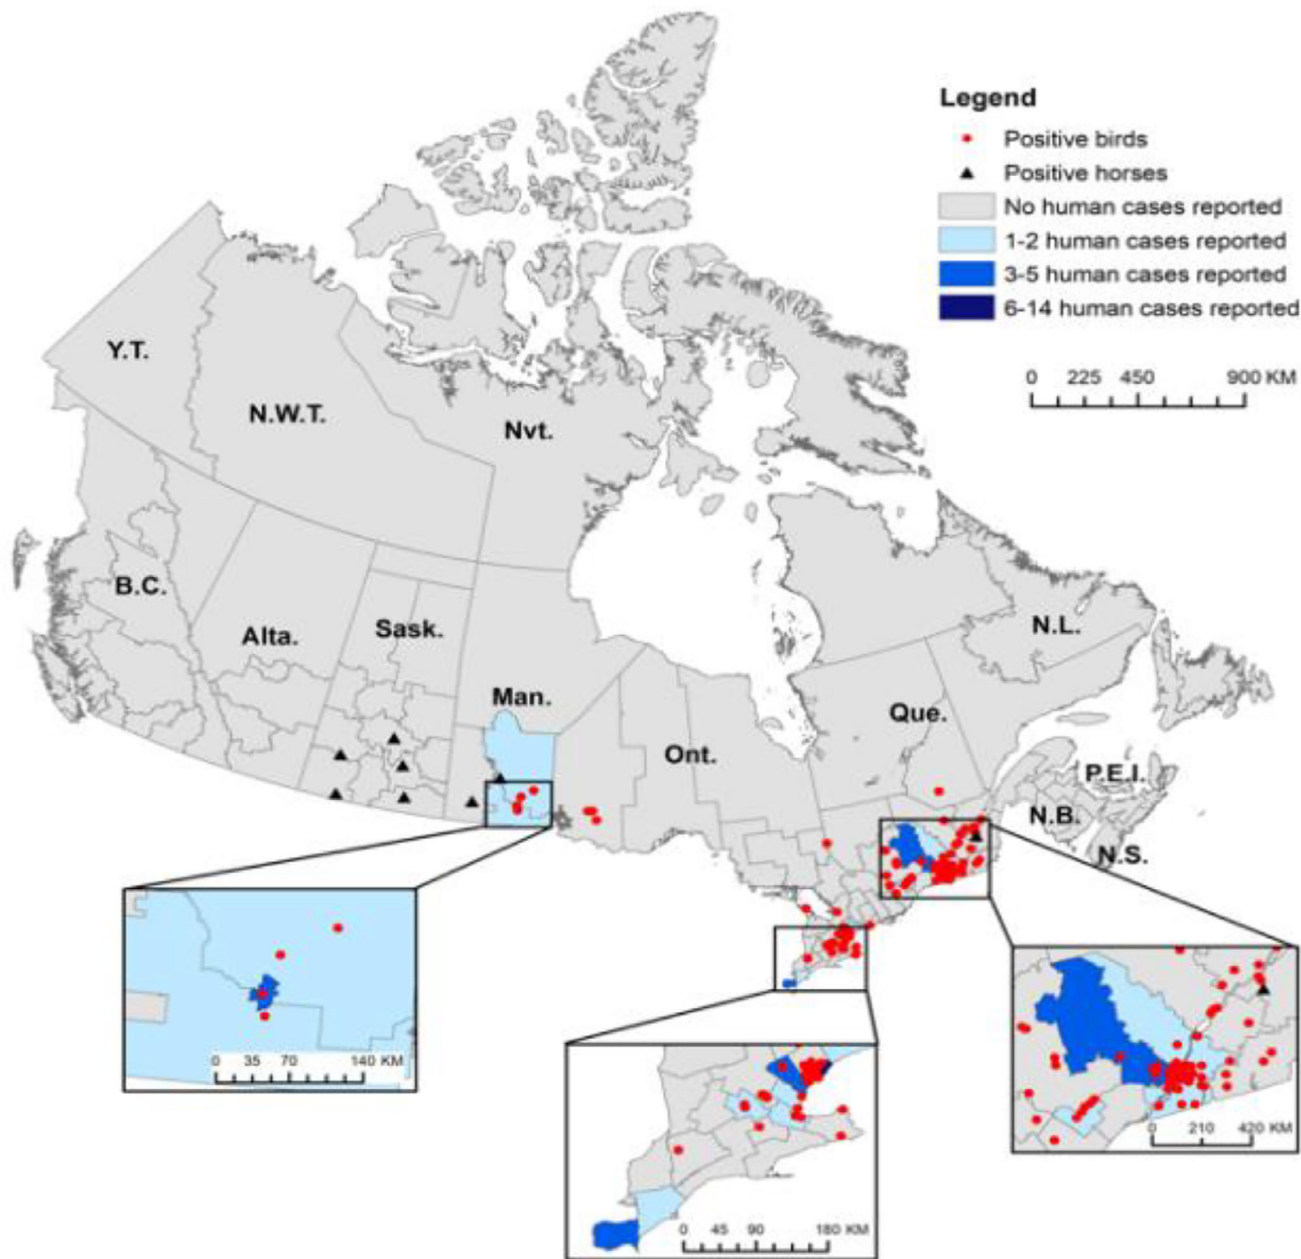 Legend
Positive birds
Positive horses
No human cases reported
1-2 human cases reported
3-5 human cases reported
6-14 human cases reported
0 225 450 900 KM
Y.T.
N.W.T.
Nvt.
B.C.
Alta.
Sask.
Man.
Ont.
Que.
N.L.
P.E.I.
N.B.
N.S.
0 35 70 140 KM
0 45 90 180 KM
0 210 420 KM